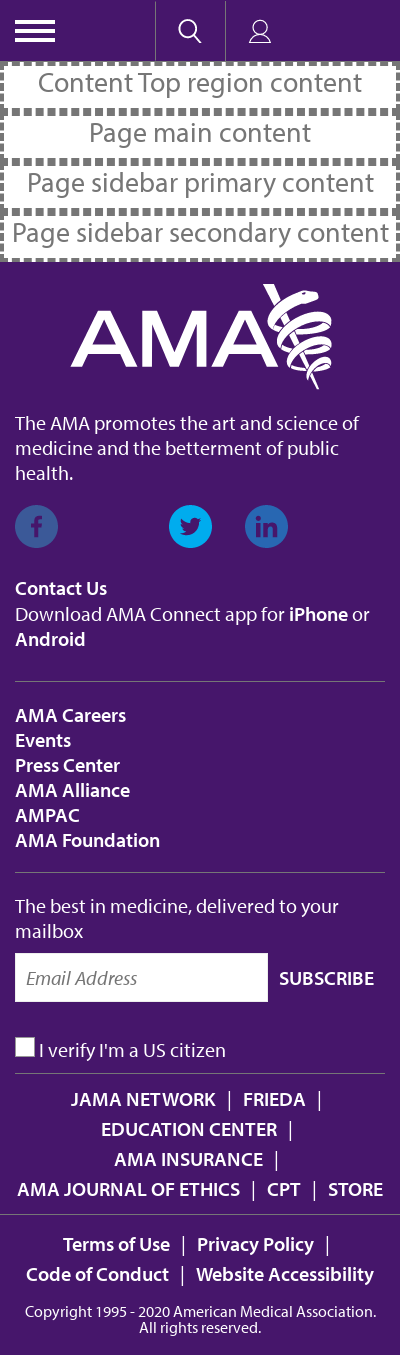 Content Top region content
Page main content
Page sidebar primary content
Page sidebar secondary content
AMA
The AMA promotes the art and science of
medicine and the betterment of public
health.
Contact Us
Download AMA Connect app for iPhone or
Android
AMA Careers
Events
Press Center
AMA Alliance
AMPAC
AMA Foundation
The best in medicine, delivered to your
mailbox
Email Address SUBSCRIBE
I verify I'm a US citizen
JAMA NETWORK | FRIEDA |
EDUCATION CENTER |
AMA INSURANCE |
AMA JOURNAL OF ETHICS | CPT | STORE
Terms of Use | Privacy Policy |
Code of Conduct | Website Accessibility
Copyright 1995 - 2020 American Medical Association.
All rights reserved.